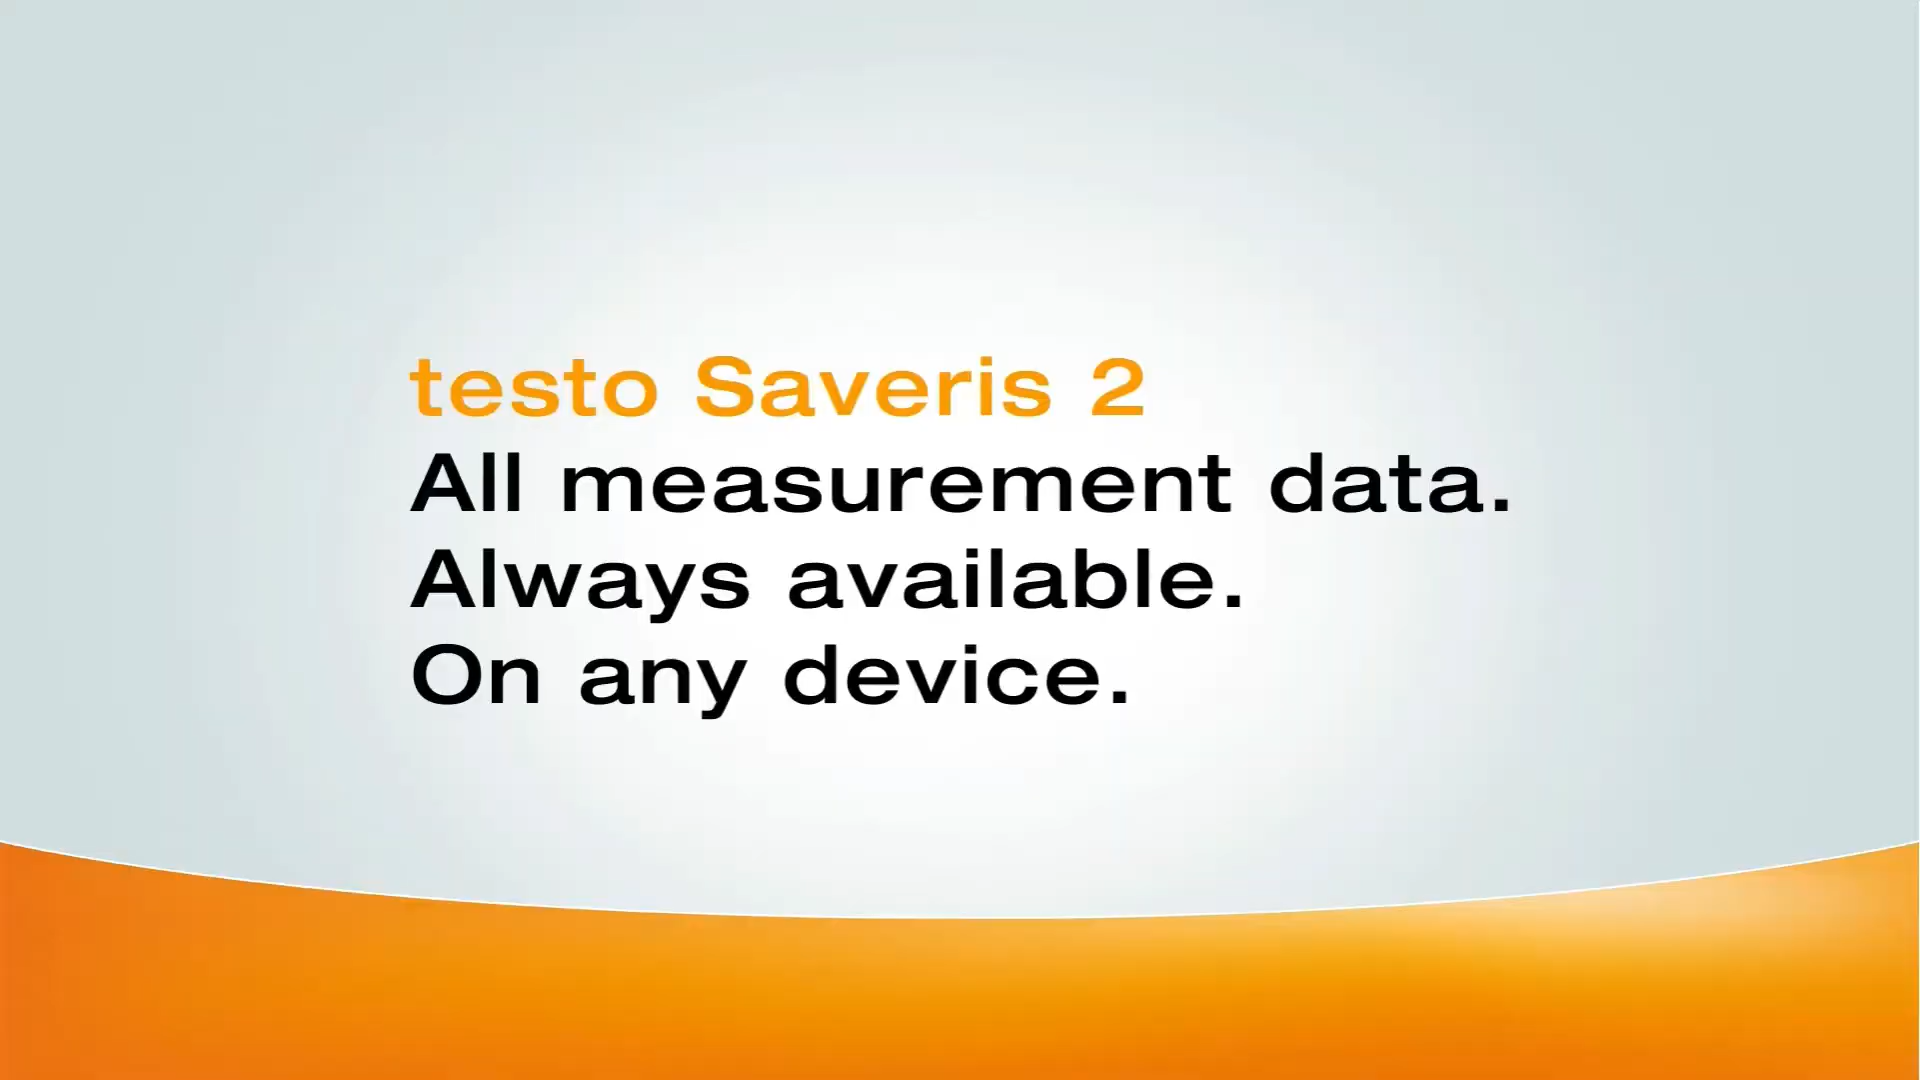 testo Saveris 2
All measurement data.
Always available.
On any device.